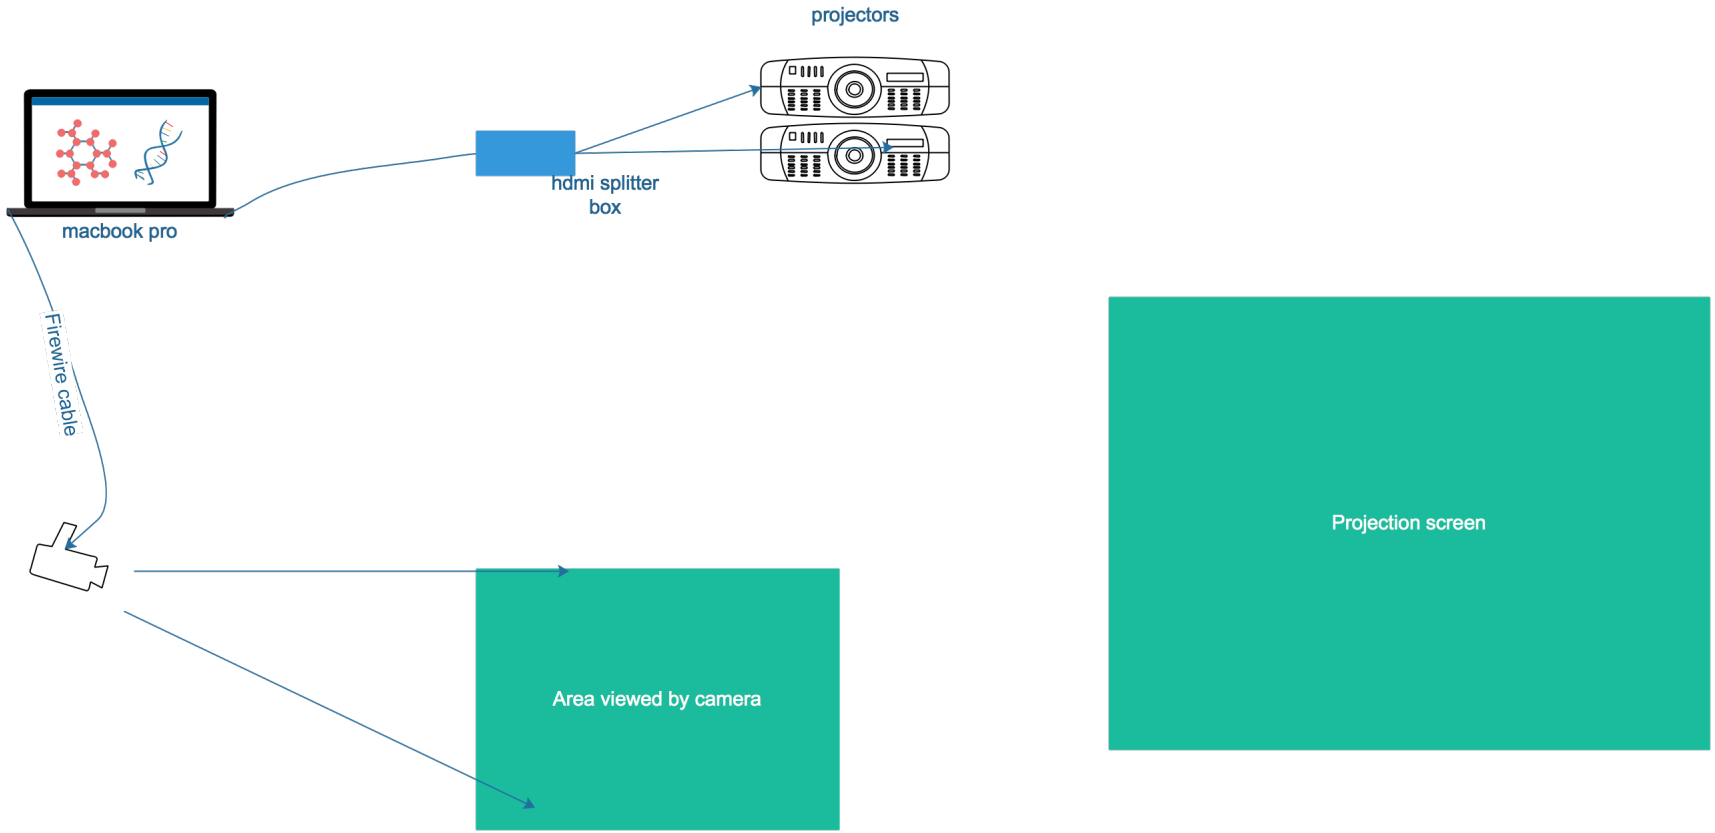 projectors
hdmi splitter
box
macbook pro
Firewire cable
Projection screen
Area viewed by camera